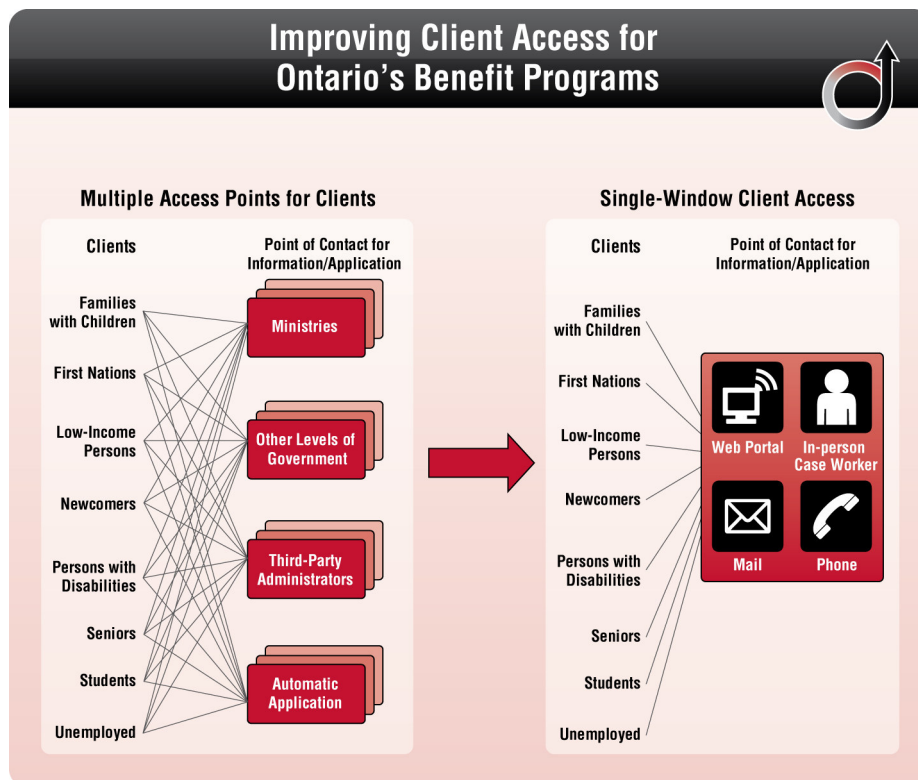 Improving Client Access for
Ontario's Benefit Programs
Multiple Access Points for Clients
Clients
Point of Contact for
Information/Application
Families
with Children
First Nations
Low-Income
Persons
Newcomers
Persons with
Disabilities
Seniors
Students
Unemployed
Ministries
Other Levels of
Government
Third-Party
Administrators
Automatic
Application
Single-Window Client Access
Clients
Point of Contact for
Information/Application
Families
with Children
First Nations
Low-Income
Persons
Newcomers
Persons with
Disabilities
Seniors
Students
Unemployed
Web Portal
In-person
Case Worker
Mail
Phone